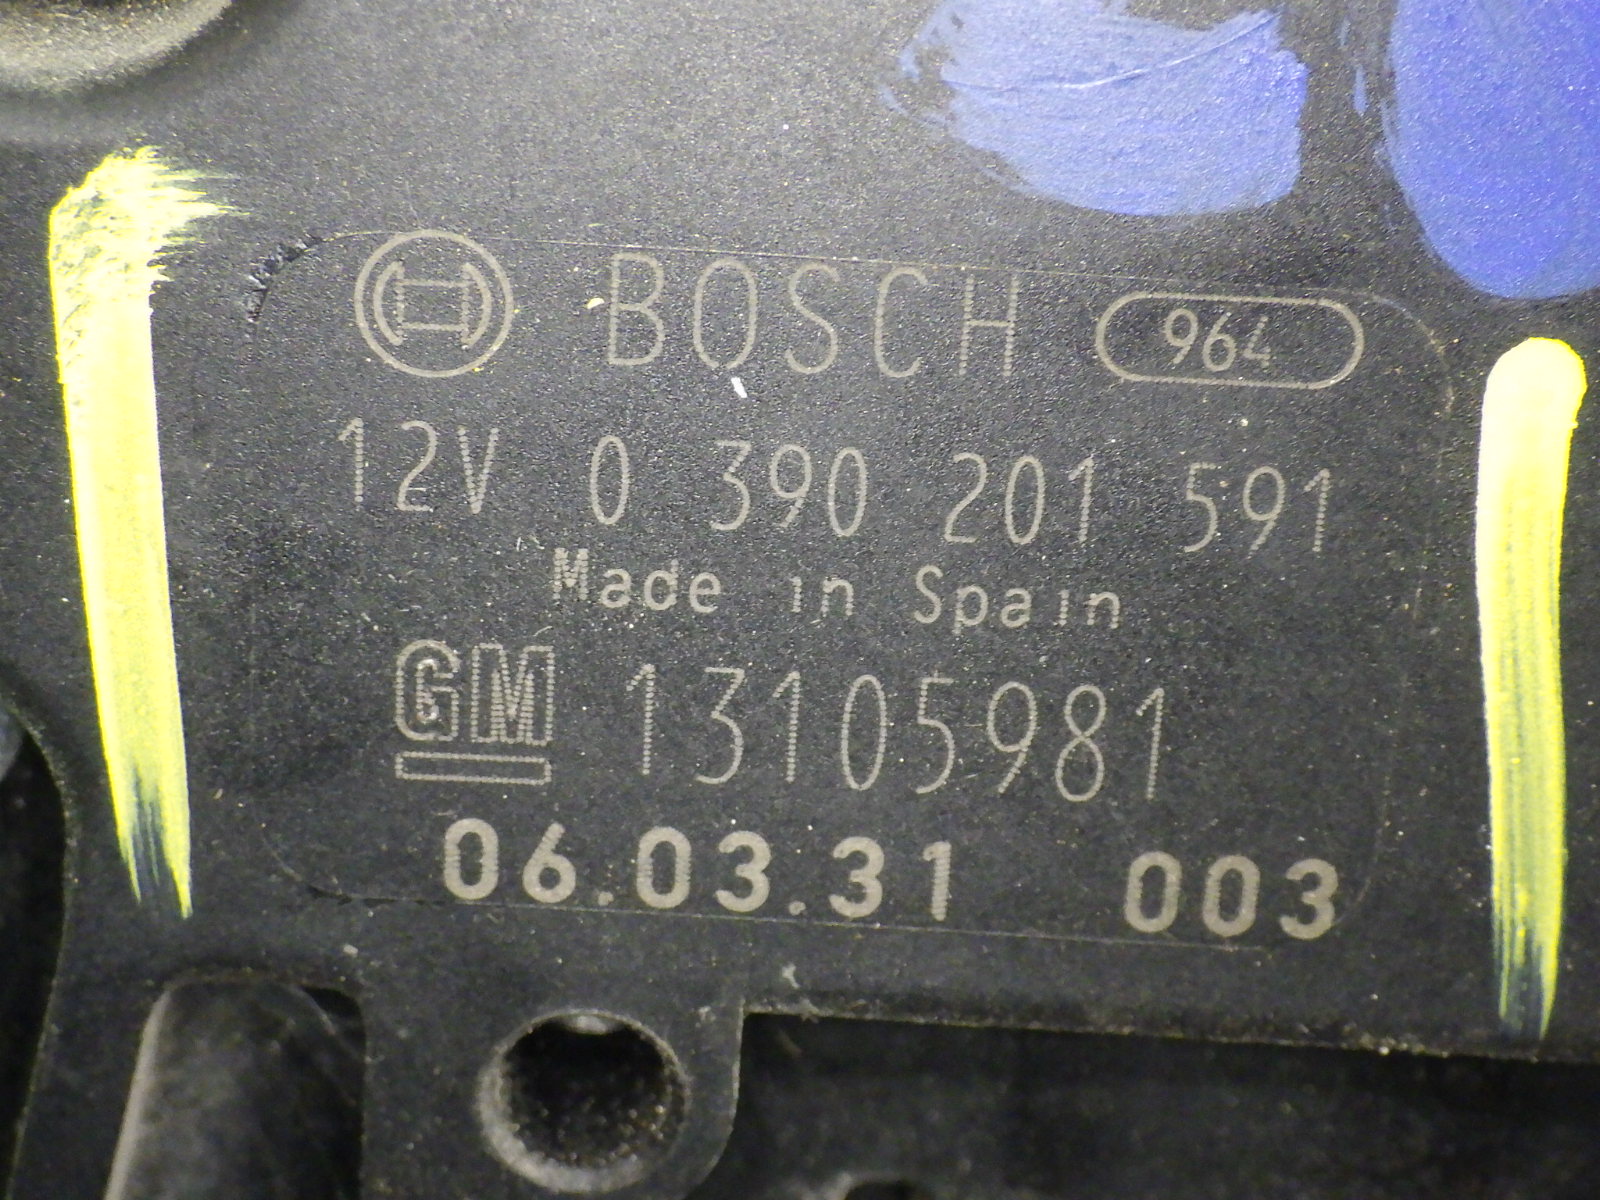 BOSCH 964
12V 0 390 201 591
Made in Spain
GM 13105981
06.03.31 003